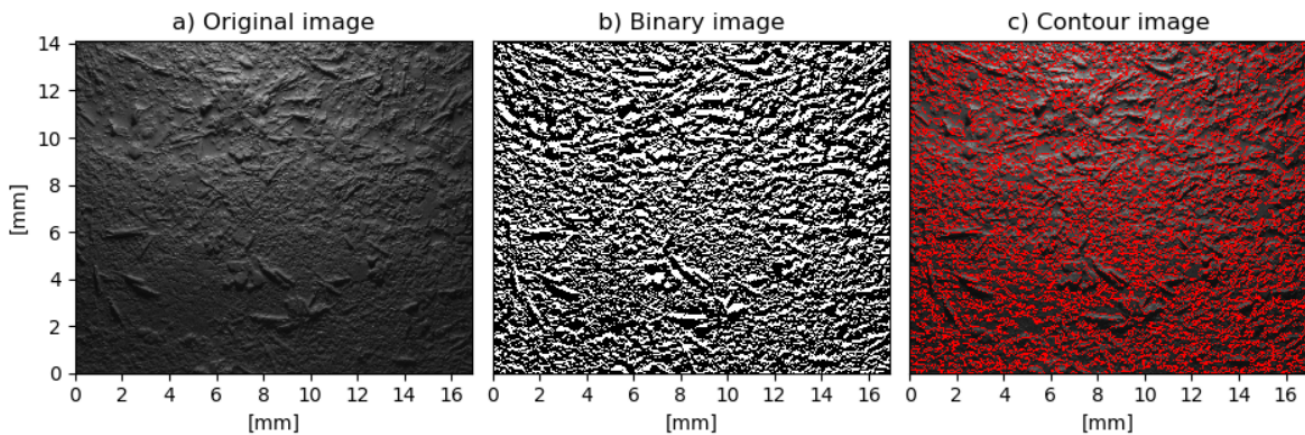 a) Original image
b) Binary image
c) Contour image
14
12
10
8
6
4
2
0
[mm]
0 2 4 6 8 10 12 14 16
0 2 4 6 8 10 12 14 16
0 2 4 6 8 10 12 14 16
[mm]
[mm]
[mm]